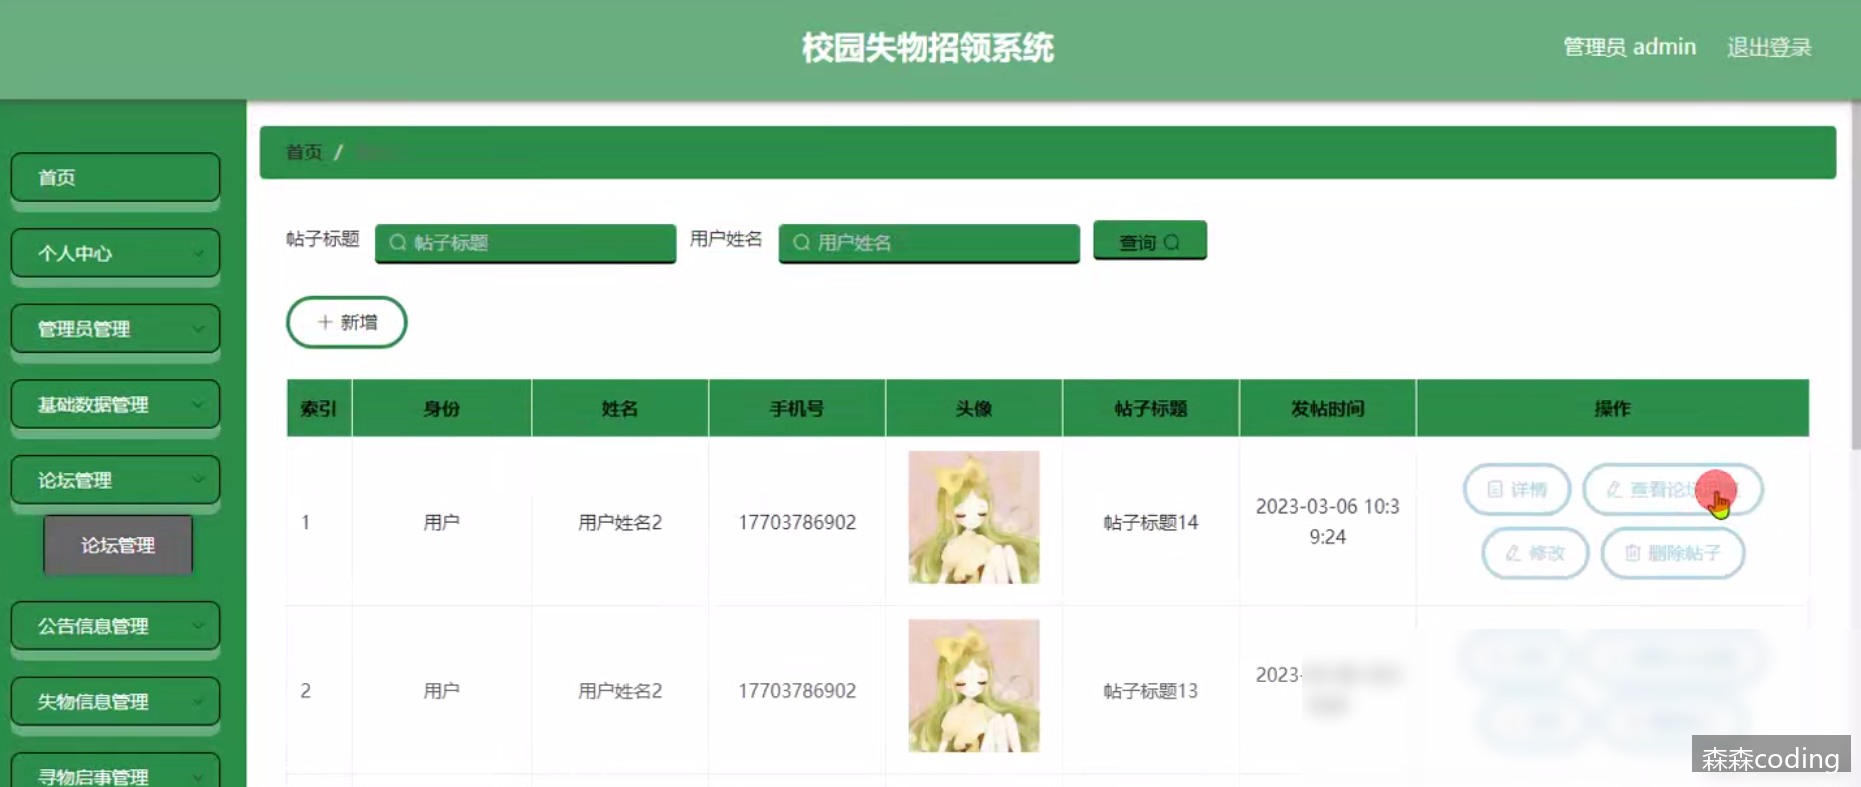 校园失物招领系统
管理员 admin
退出登录
首页 /
首页
个人中心
管理员管理
基础数据管理
论坛管理
论坛管理
公告信息管理
失物信息管理
寻物启事管理
帖子标题 帖子标题 用户姓名 用户姓名 查询
+ 新增
索引 身份 姓名 手机号 头像 帖子标题 发帖时间 操作
1 用户 用户姓名2 17703786902 帖子标题14 2023-03-06 10:3
9:24
详情 查看论坛
修改 删除帖子
2 用户 用户姓名2 17703786902 帖子标题13 2023-
森森coding